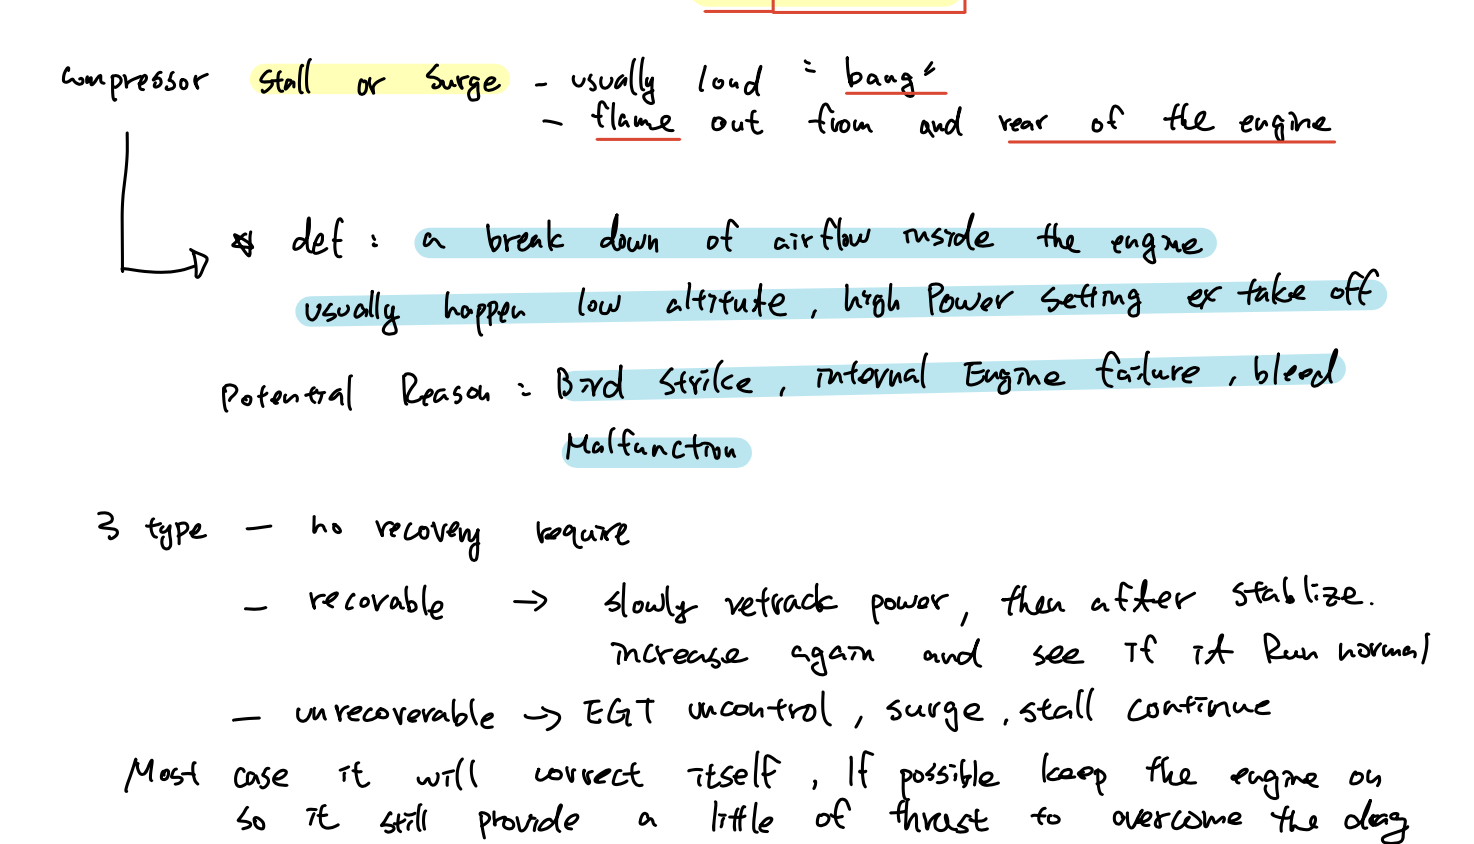 compressor stall or surge - usually loud "bang"
- flame out from and rear of the engine
* def : a break down of airflow inside the engine
usually happen low altitute , high Power setting ex take off
Potential Reason : Bird strike , internal Engine failure , bleed
Malfunction
3 type - no recovery require
- recovable → slowly retrack power , then after stablize.
increase again and see if it Run normal
- unrecoverable → EGT uncontrol , surge , stall continue
Most case it will correct itself , If possible keep the engine on
so it still provide a little of thrust to overcome the drag